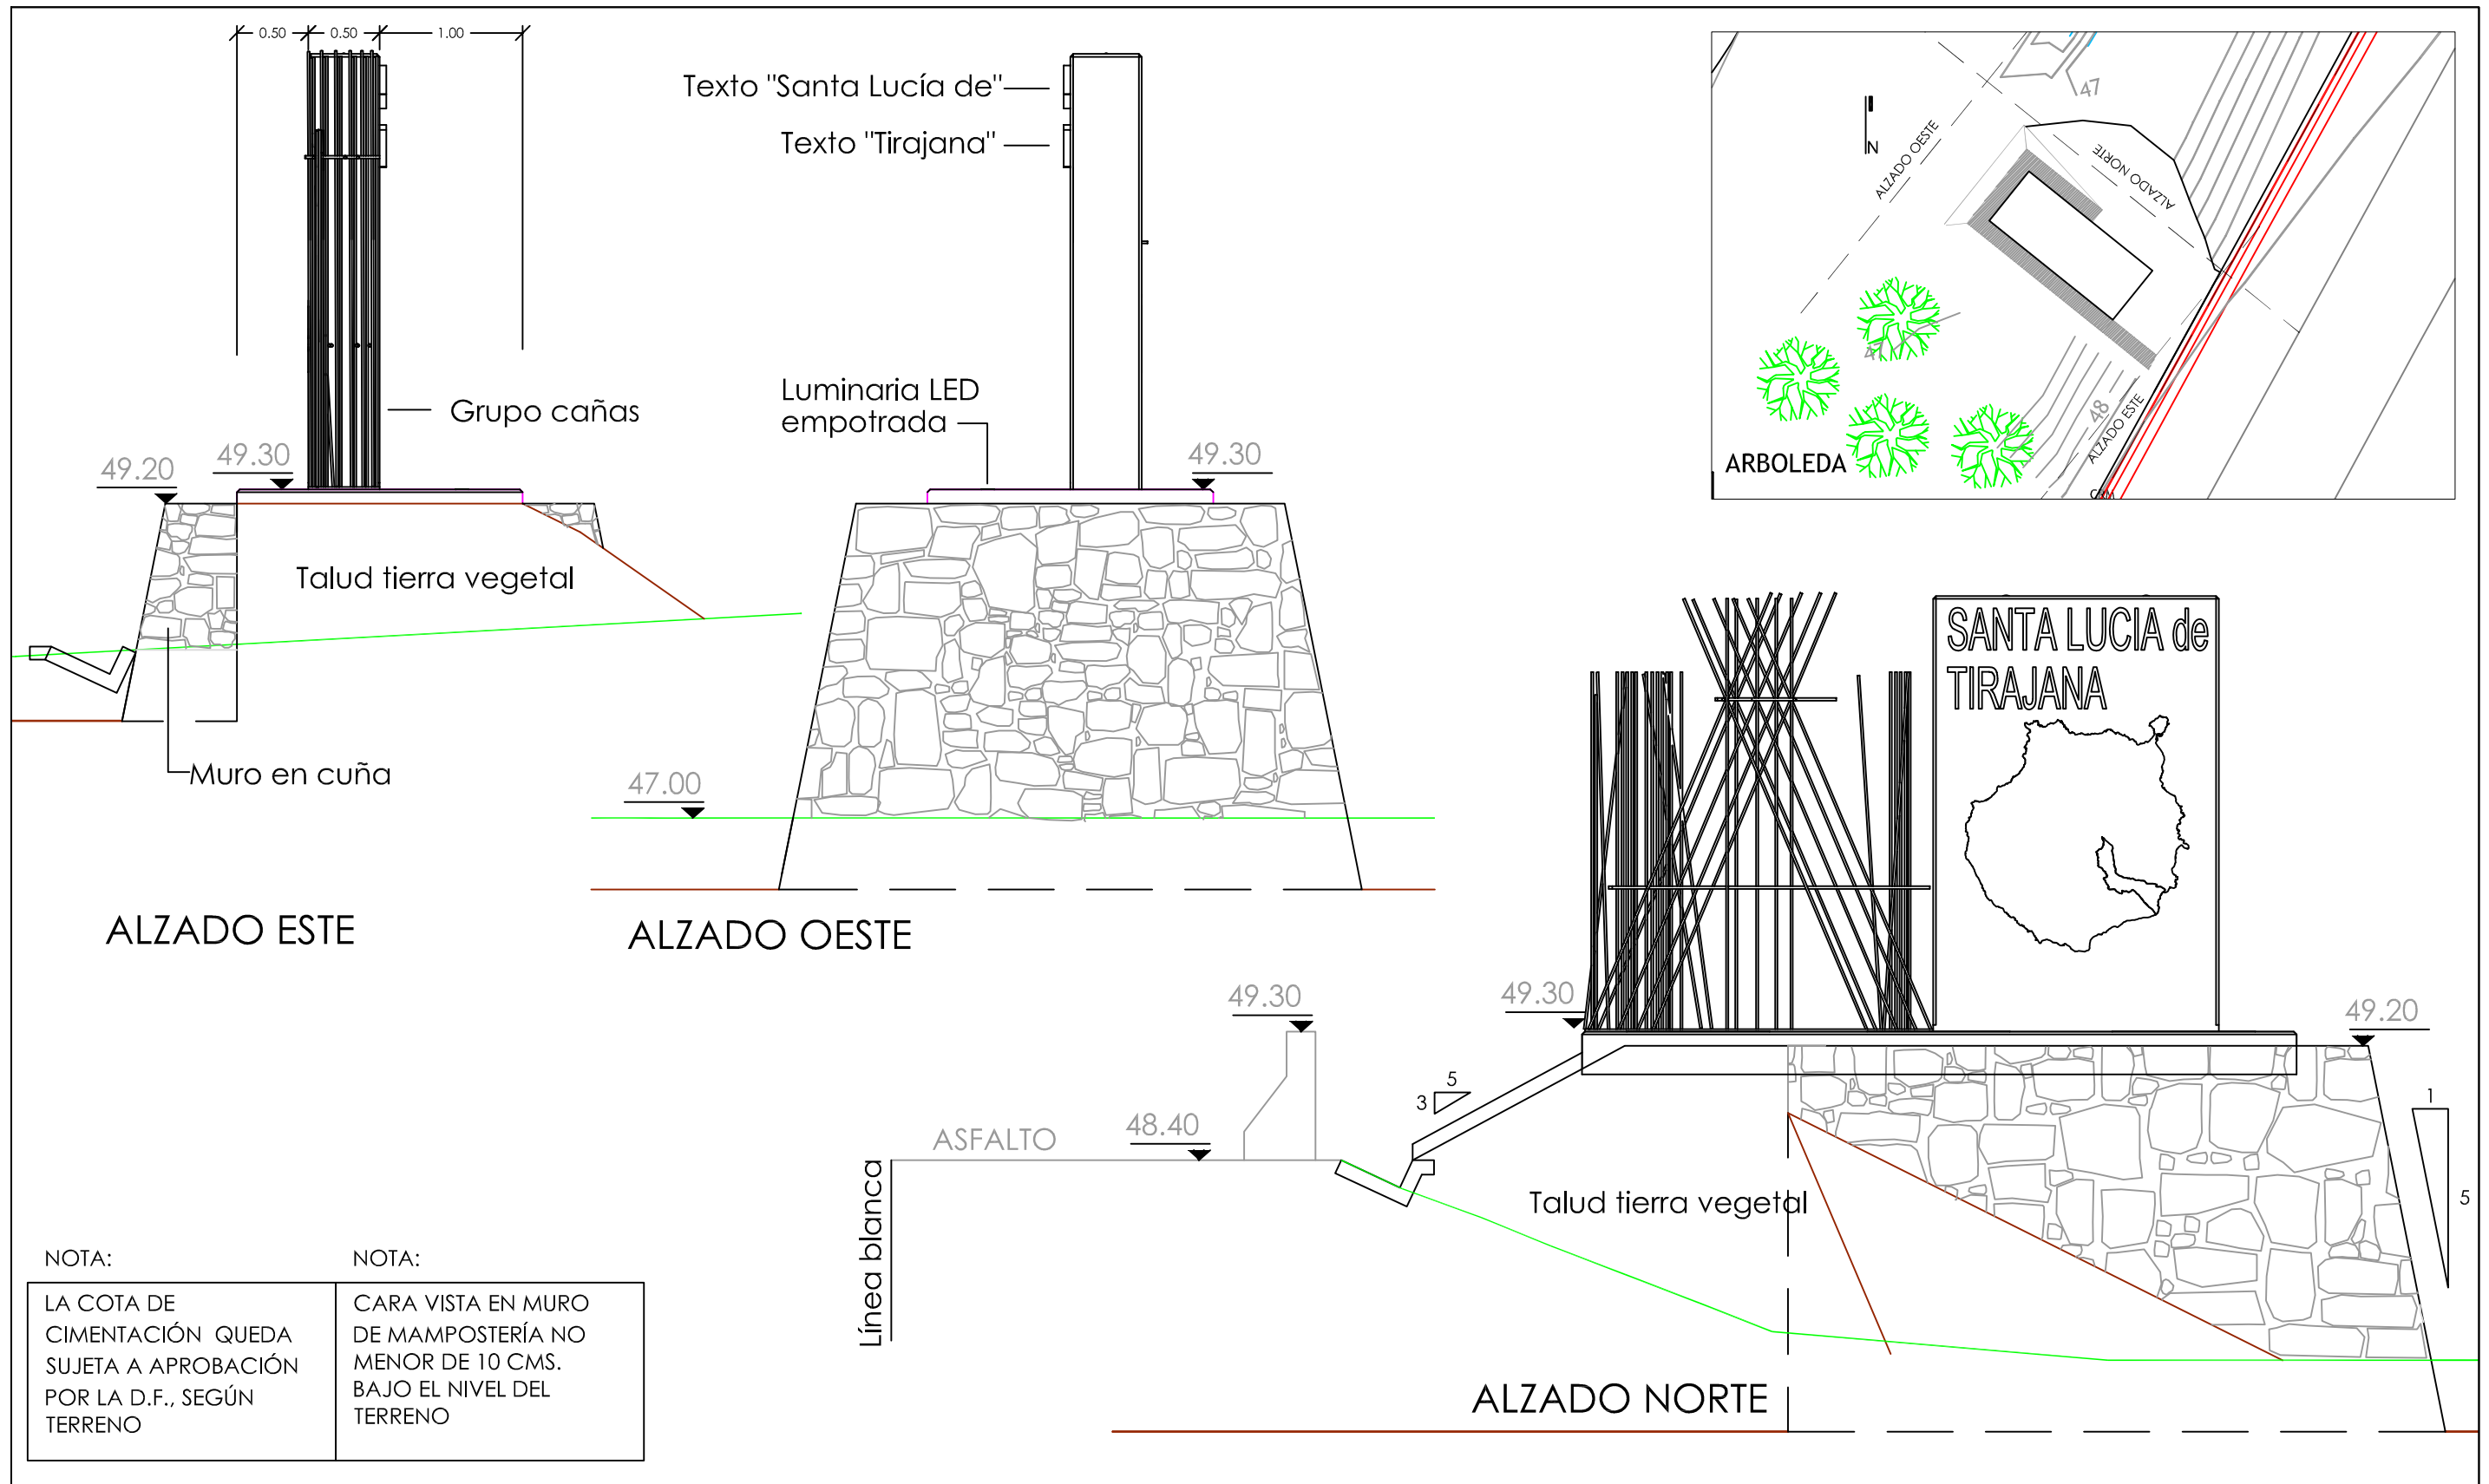 0.50
0.50
1.00
Texto "Santa Lucía de"
Texto "Tirajana"
Grupo cañas
Luminaria LED
empotrada
49.20
49.30
49.30
Talud tierra vegetal
Muro en cuña
47.00
ALZADO ESTE
ALZADO OESTE
N
ALZADO OESTE
ALZADO NORTE
47
47
48
ALZADO ESTE
ARBOLEDA
SANTA LUCIA de
TIRAJANA
49.30
49.30
49.20
5
3
1
5
ASFALTO
48.40
Línea blanca
Talud tierra vegetal
ALZADO NORTE
NOTA:
LA COTA DE
CIMENTACIÓN QUEDA
SUJETA A APROBACIÓN
POR LA D.F., SEGÚN
TERRENO
NOTA:
CARA VISTA EN MURO
DE MAMPOSTERÍA NO
MENOR DE 10 CMS.
BAJO EL NIVEL DEL
TERRENO